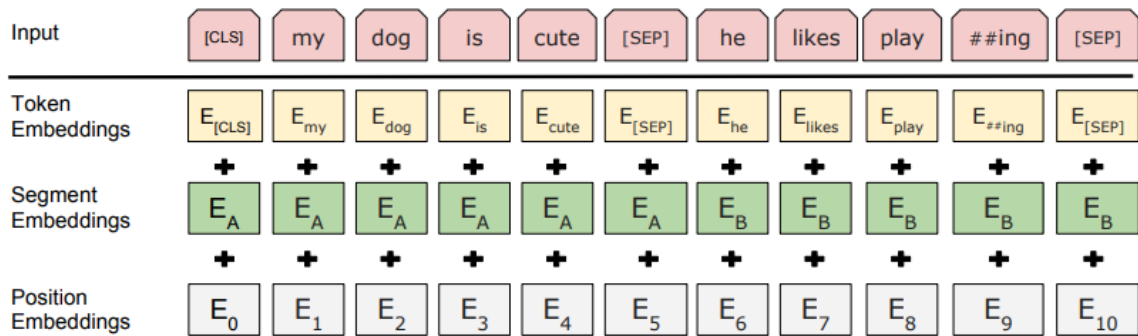 Input [CLS] my dog is cute [SEP] he likes play ##ing [SEP]
Token Embeddings E[CLS] Emy Edog Eis Ecute E[SEP] Ehe Elikes Eplay E##ing E[SEP]
+ + + + + + + + + + +
Segment Embeddings EA EA EA EA EA EA EB EB EB EB EB
+ + + + + + + + + + +
Position Embeddings E0 E1 E2 E3 E4 E5 E6 E7 E8 E9 E10